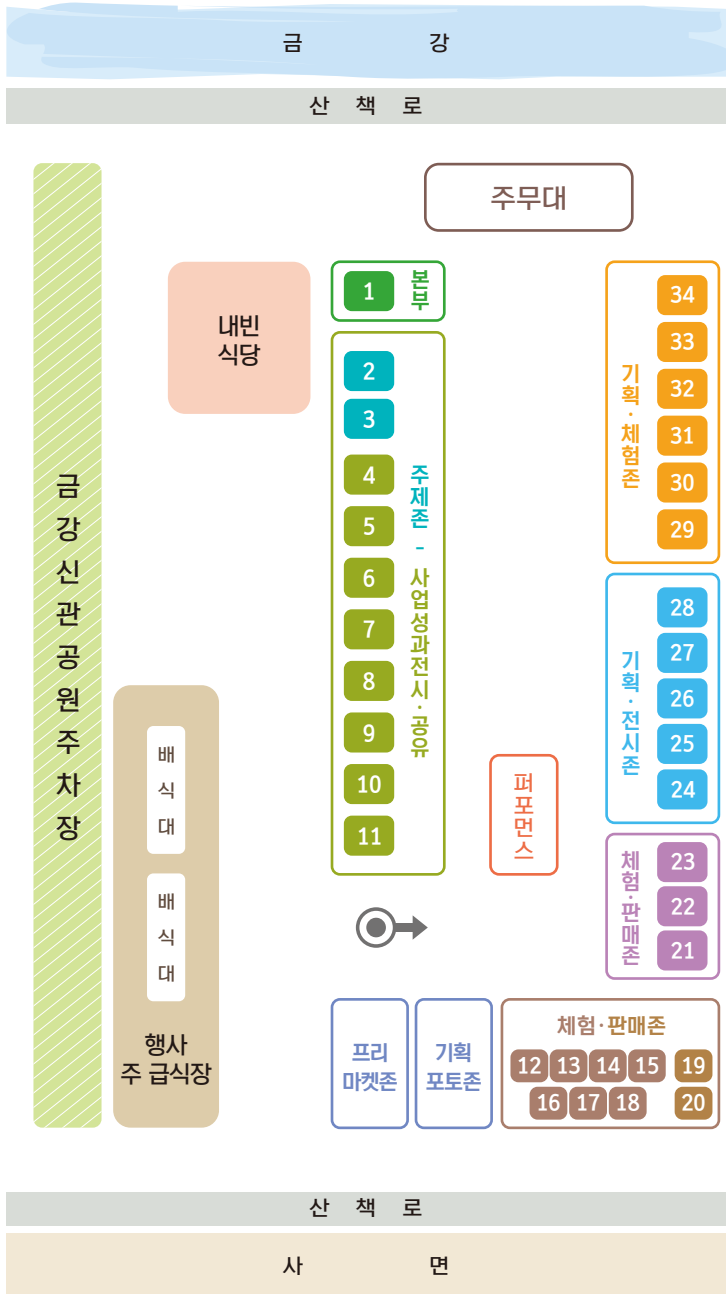 금 강
산 책 로
주무대
금강신관공원주차장
내빈
식당
1
본부
2
3
4
5
6
7
8
9
10
11
주제존 - 사업성과전시·공유
34
33
32
31
30
29
기획·체험존
28
27
26
25
24
기획·전시존
퍼포먼스
23
22
21
체험·판매존
배식대
배식대
행사
주 급식장
프리
마켓존
기획
포토존
체험·판매존
12 13 14 15 19
16 17 18 20
산 책 로
사 면